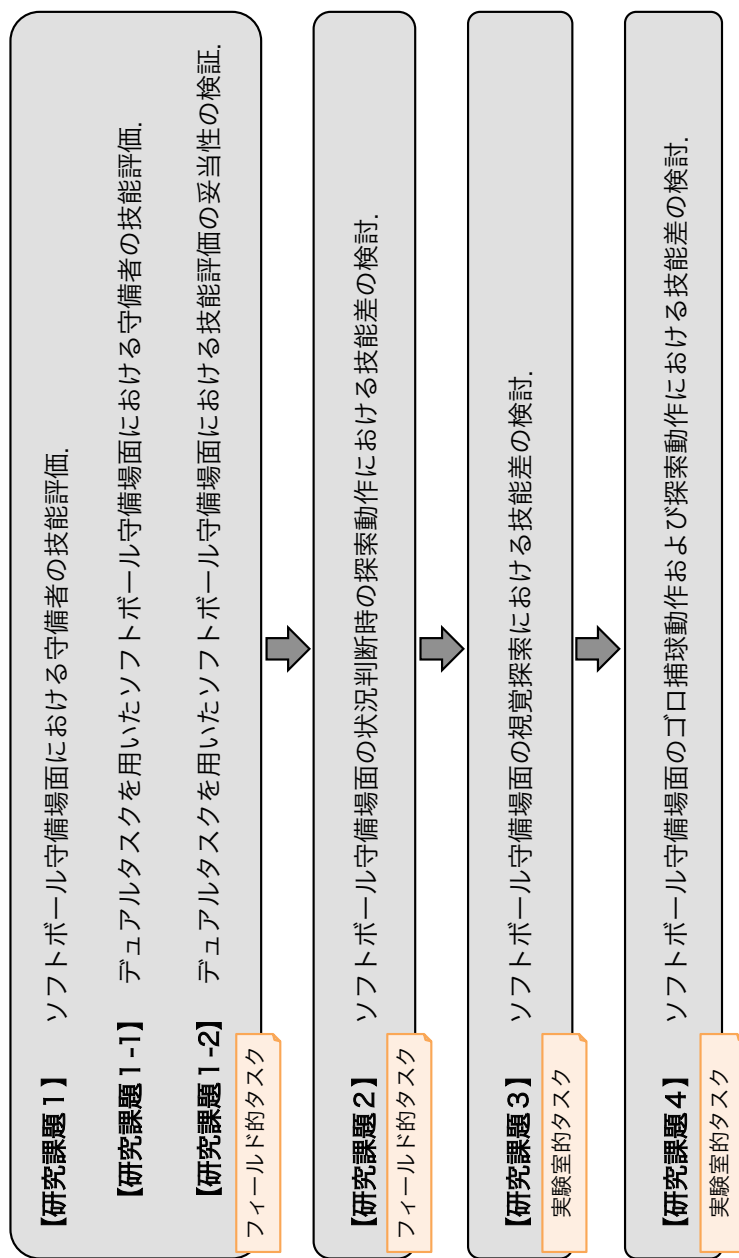 【研究課題１】 ソフトボール守備場面における守備者の技能評価.
【研究課題１-１】 デュアルタスクを用いたソフトボール守備場面における守備者の技能評価.
【研究課題１-２】 デュアルタスクを用いたソフトボール守備場面における技能評価の妥当性の検証.
フィールド的タスク
【研究課題２】 ソフトボール守備場面の状況判断時の探索動作における技能差の検討.
フィールド的タスク
【研究課題３】 ソフトボール守備場面の視覚探索における技能差の検討.
実験室的タスク
【研究課題４】 ソフトボール守備場面のゴロ捕球動作および探索動作における技能差の検討.
実験室的タスク